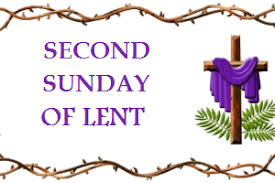 SECOND
SUNDAY
OF LENT